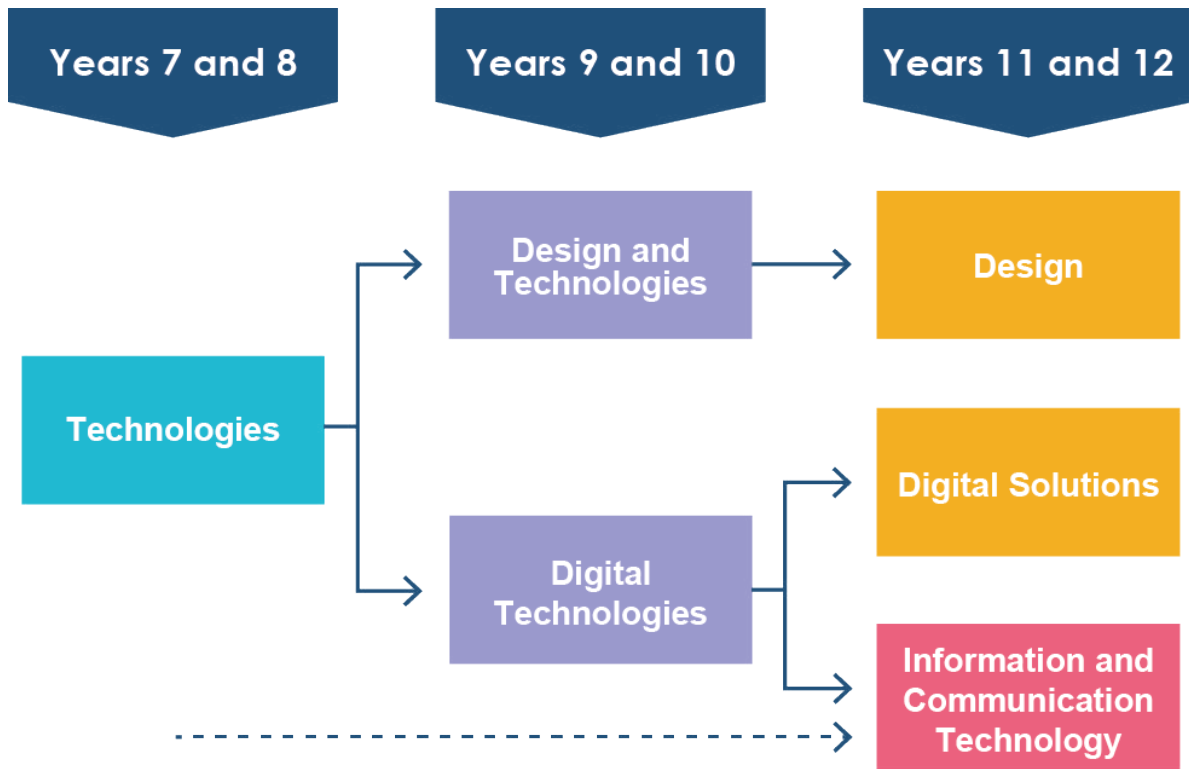 Years 7 and 8
Years 9 and 10
Years 11 and 12
Design and
Technologies
Design
Technologies
Digital Solutions
Digital
Technologies
Information and
Communication
Technology